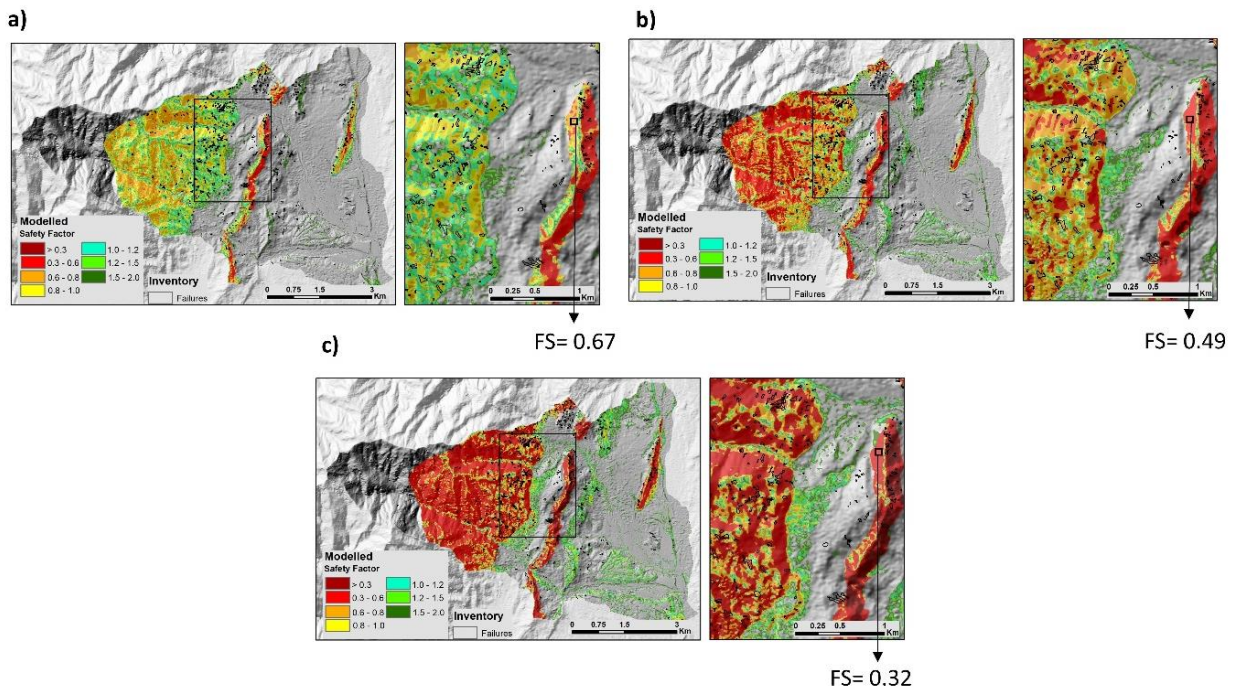 a)
Modelled
Safety Factor
> 0.3 1.0 - 1.2
0.3 - 0.6 1.2 - 1.5
0.6 - 0.8 1.5 - 2.0
0.8 - 1.0
Inventory
Failures
0 0.75 1.5 3
Km
0 0.25 0.5 1
Km
FS= 0.67
b)
Modelled
Safety Factor
> 0.3 1.0 - 1.2
0.3 - 0.6 1.2 - 1.5
0.6 - 0.8 1.5 - 2.0
0.8 - 1.0
Inventory
Failures
0 0.75 1.5 3
Km
0 0.25 0.5 1
Km
FS= 0.49
c)
Modelled
Safety Factor
> 0.3 1.0 - 1.2
0.3 - 0.6 1.2 - 1.5
0.6 - 0.8 1.5 - 2.0
0.8 - 1.0
Inventory
Failures
0 0.75 1.5 3
Km
0 0.25 0.5 1
Km
FS= 0.32